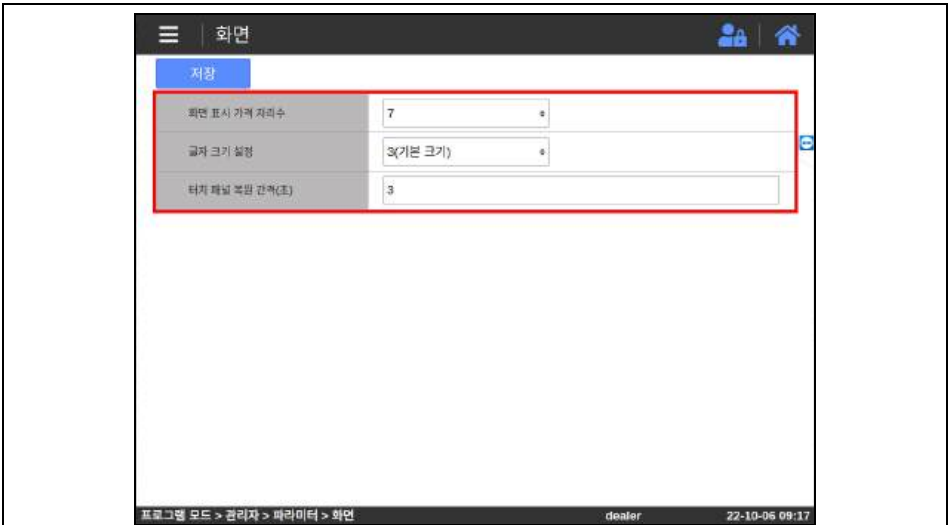 화면
저장
화면 표시 가격 자리수 7
글자 크기 설정 3(기본 크기)
터치 패널 복원 간격(초) 3
프로그램 모드 > 관리자 > 파라미터 > 화면 dealer 22-10-06 09:17